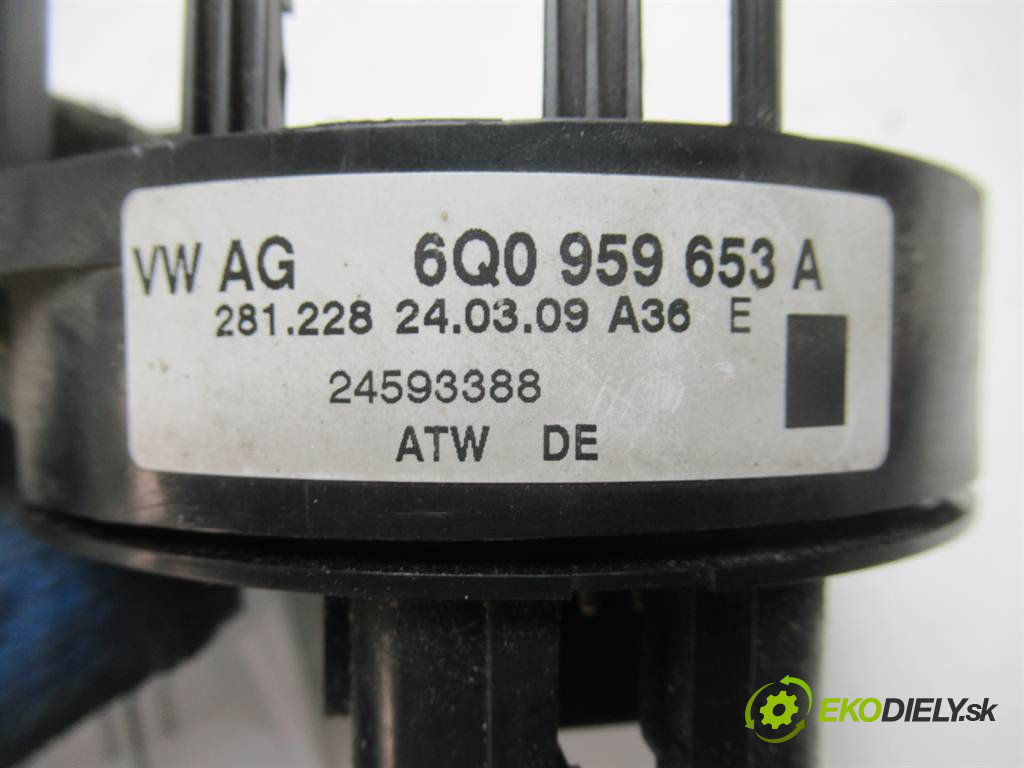 VW AG 6Q0 959 653 A
281.228 24.03.09 A36 E
24593388
ATW DE
EKODIELY.sk